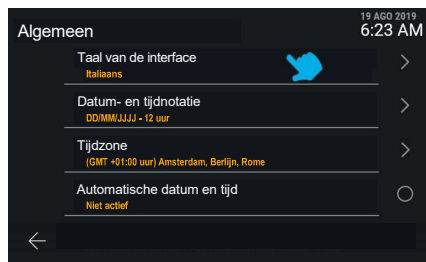 19 AGO 2019
Algemeen
6:23 AM
Taal van de interface
Italiaans
Datum- en tijdnotatie
DD/MM/JJJJ - 12 uur
Tijdzone
(GMT +01:00 uur) Amsterdam, Berlijn, Rome
Automatische datum en tijd
Niet actief